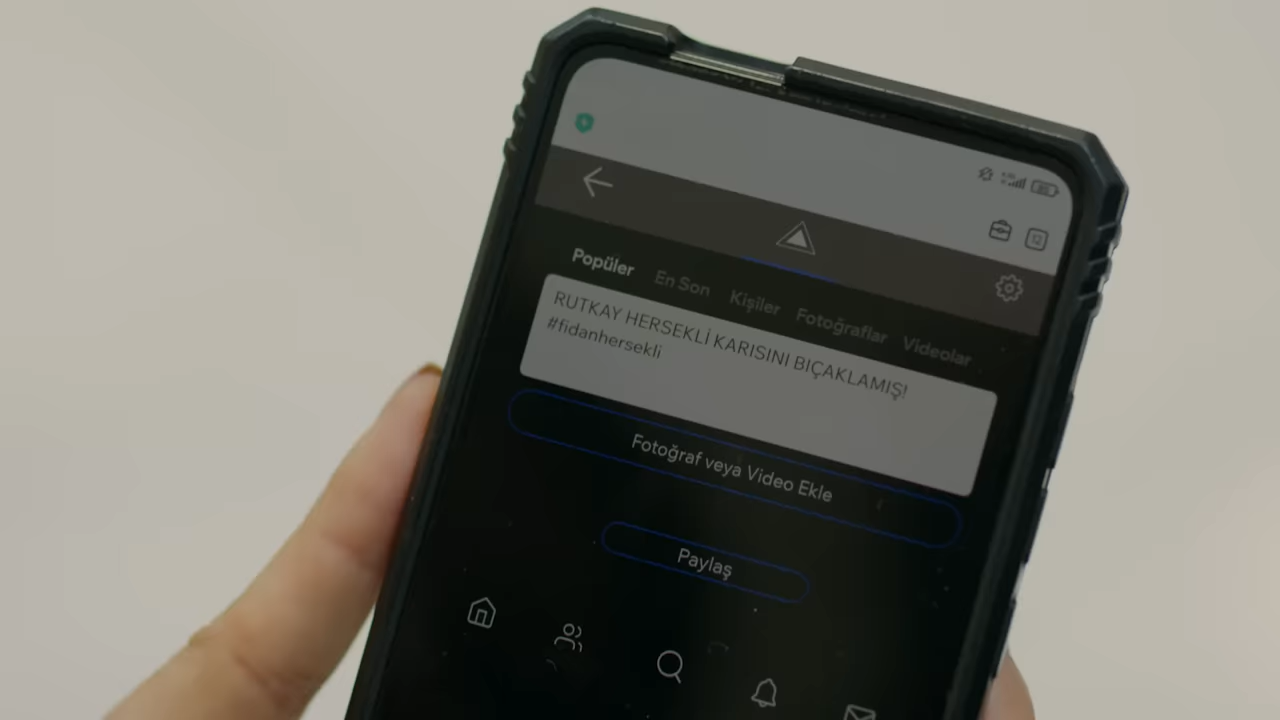 Popüler En Son Kişiler Fotoğraflar Videolar
RUTKAY HERSEKLİ KARISINI BIÇAKLAMIŞ!
#fidanhersekli
Fotoğraf veya Video Ekle
Paylaş